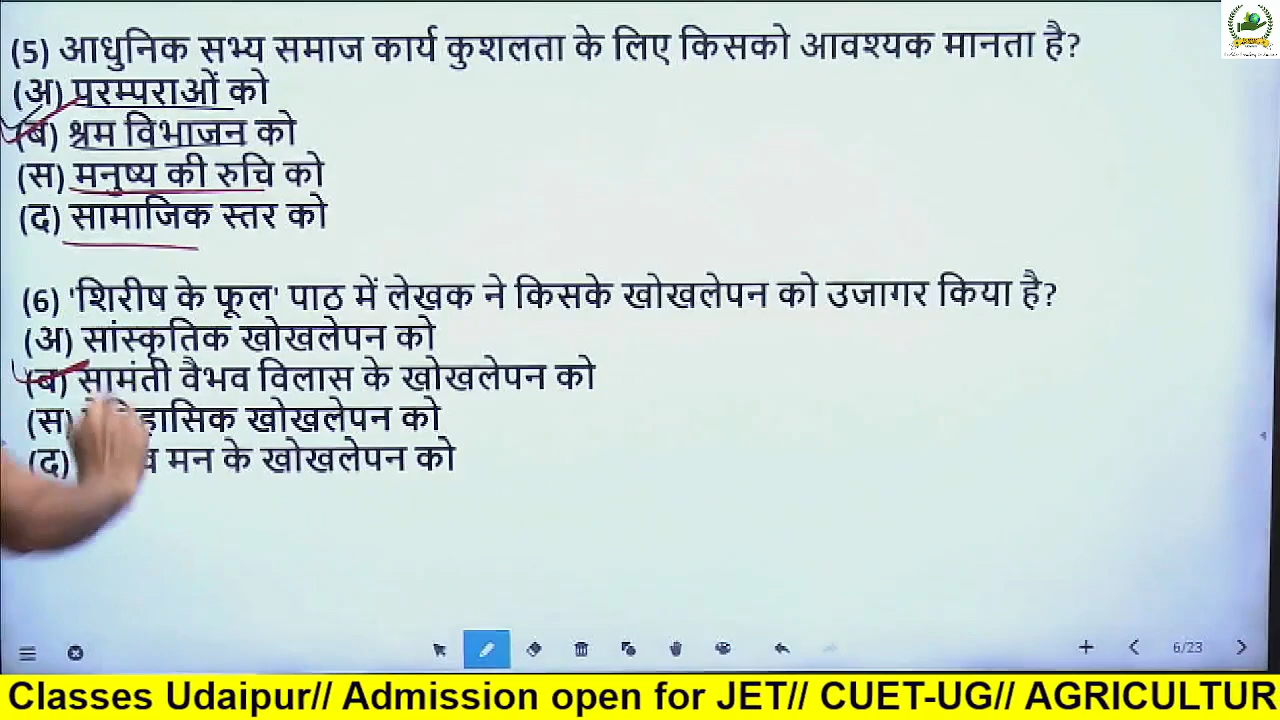 (5) आधुनिक सभ्य समाज कार्य कुशलता के लिए किसको आवश्यक मानता है?
(अ) परम्पराओं को
(ब) श्रम विभाजन को
(स) मनुष्य की रुचि को
(द) सामाजिक स्तर को
(6) 'शिरीष के फूल' पाठ में लेखक ने किसके खोखलेपन को उजागर किया है?
(अ) सांस्कृतिक खोखलेपन को
(ब) सामंती वैभव विलास के खोखलेपन को
(स) खोखलेपन को
(द) मन के खोखलेपन को
6/23
Classes Udaipur// Admission open for JET// CUET-UG// AGRICULTUR